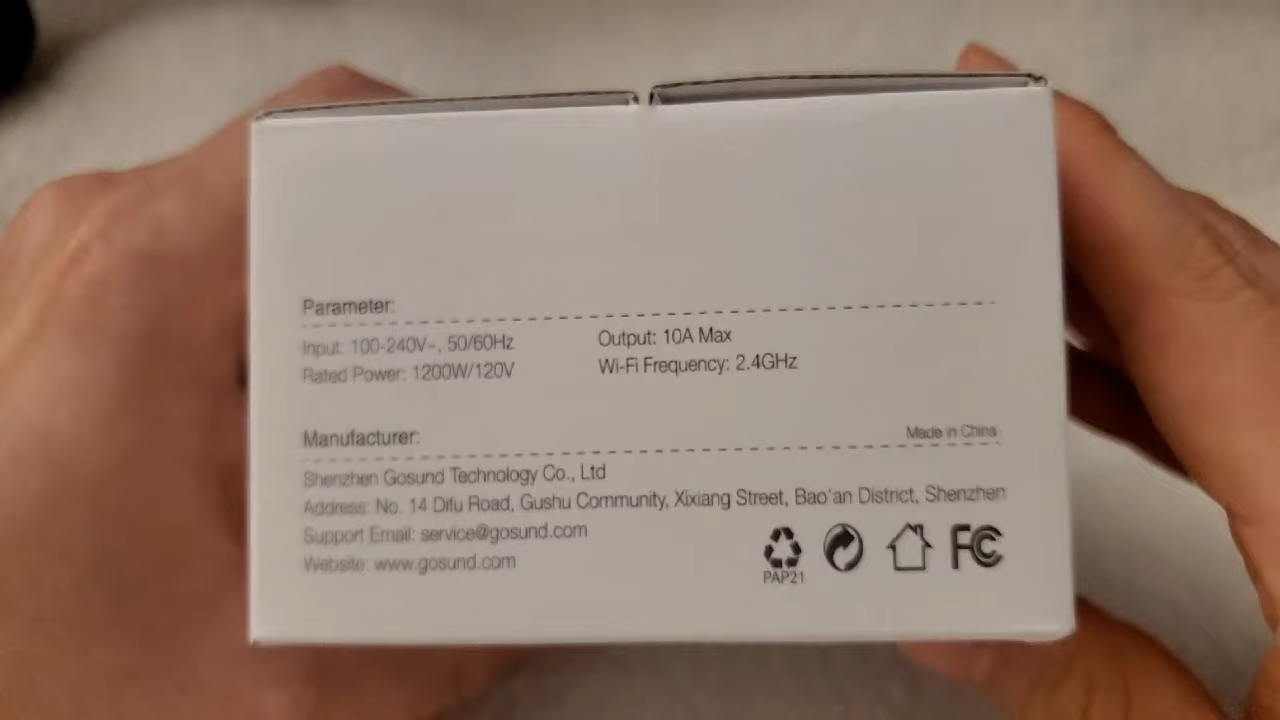 Parameter:
Input: 100-240V~, 50/60Hz
Rated Power: 1200W/120V
Output: 10A Max
Wi-Fi Frequency: 2.4GHz
Manufacturer:
Made in China
Shenzhen Gosund Technology Co., Ltd
Address: No. 14 Difu Road, Gushu Community, Xixiang Street, Bao'an District, Shenzhen
Support Email: service@gosund.com
Website: www.gosund.com
PAP21
FC